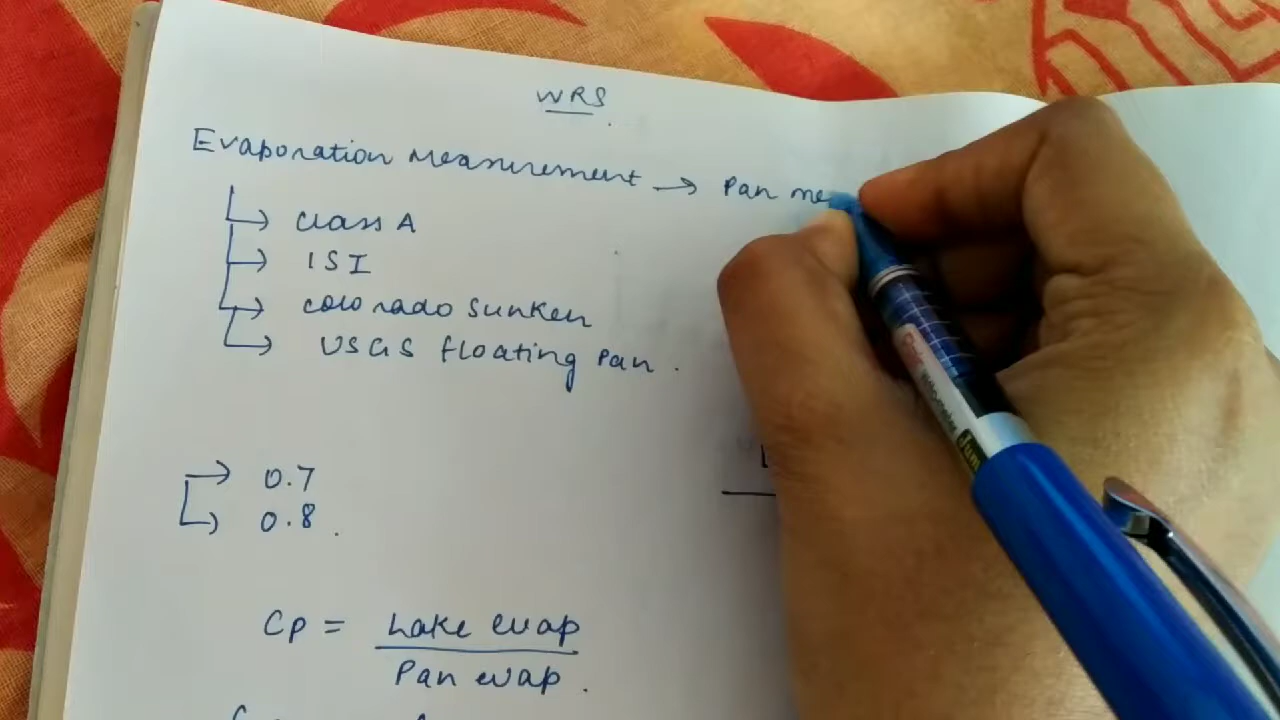 WRS
Evaporation Measurement → Pan me
→ Class A
→ ISI
→ Colorado Sunken
→ USGS floating Pan.
→ 0.7
→ 0.8.
Cp = Lake evap
Pan evap.